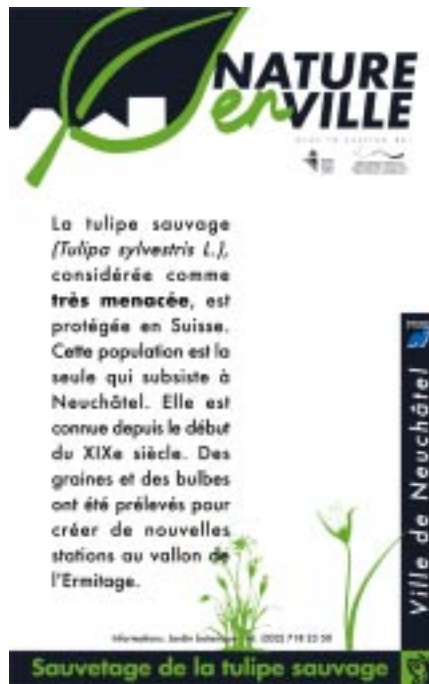 NATURE
en VILLE
La tulipe sauvage
(Tulipa sylvestris L.),
considérée comme
très menacée, est
protégée en Suisse.
Cette population est la
seule qui subsiste à
Neuchâtel. Elle est
connue depuis le début
du XIXe siècle. Des
graines et des bulbes
ont été prélevés pour
créer de nouvelles
stations au vallon de
l'Ermitage.
Ville de Neuchâtel
Informations: Jardin
Sauvetage de la tulipe sauvage